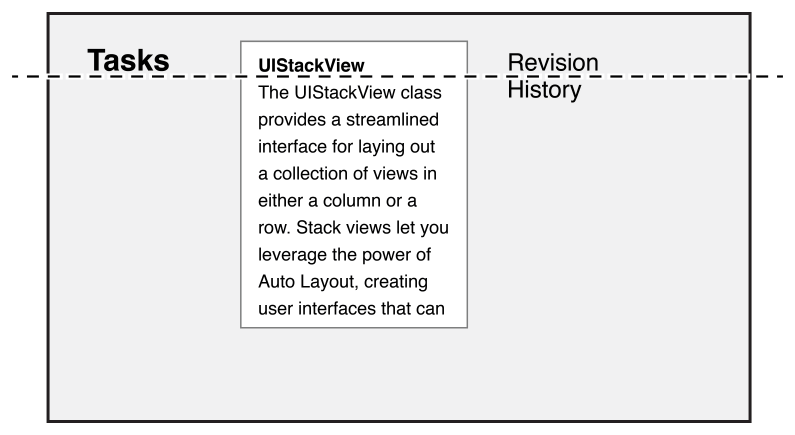 Tasks
UIStackView
The UIStackView class
provides a streamlined
interface for laying out
a collection of views in
either a column or a
row. Stack views let you
leverage the power of
Auto Layout, creating
user interfaces that can
Revision
History